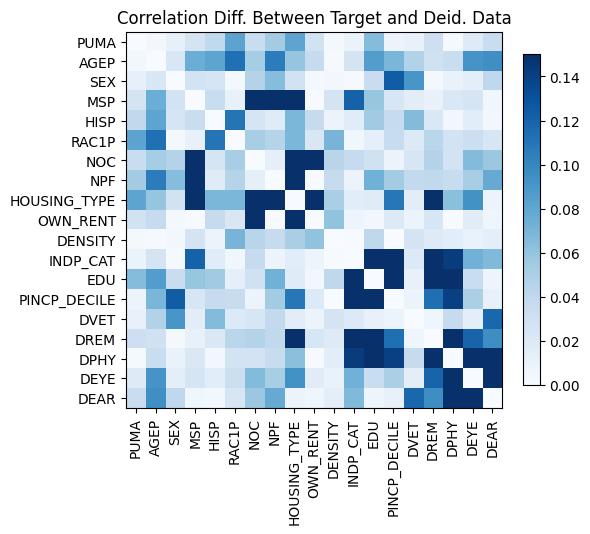 Correlation Diff. Between Target and Deid. Data
PUMA
AGEP
SEX
MSP
HISP
RAC1P
NOC
NPF
HOUSING_TYPE
OWN_RENT
DENSITY
INDP_CAT
EDU
PINCP_DECILE
DVET
DREM
DPHY
DEYE
DEAR
PUMA
AGEP
SEX
MSP
HISP
RAC1P
NOC
NPF
HOUSING_TYPE
OWN_RENT
DENSITY
INDP_CAT
EDU
PINCP_DECILE
DVET
DREM
DPHY
DEYE
DEAR
0.14
0.12
0.10
0.08
0.06
0.04
0.02
0.00